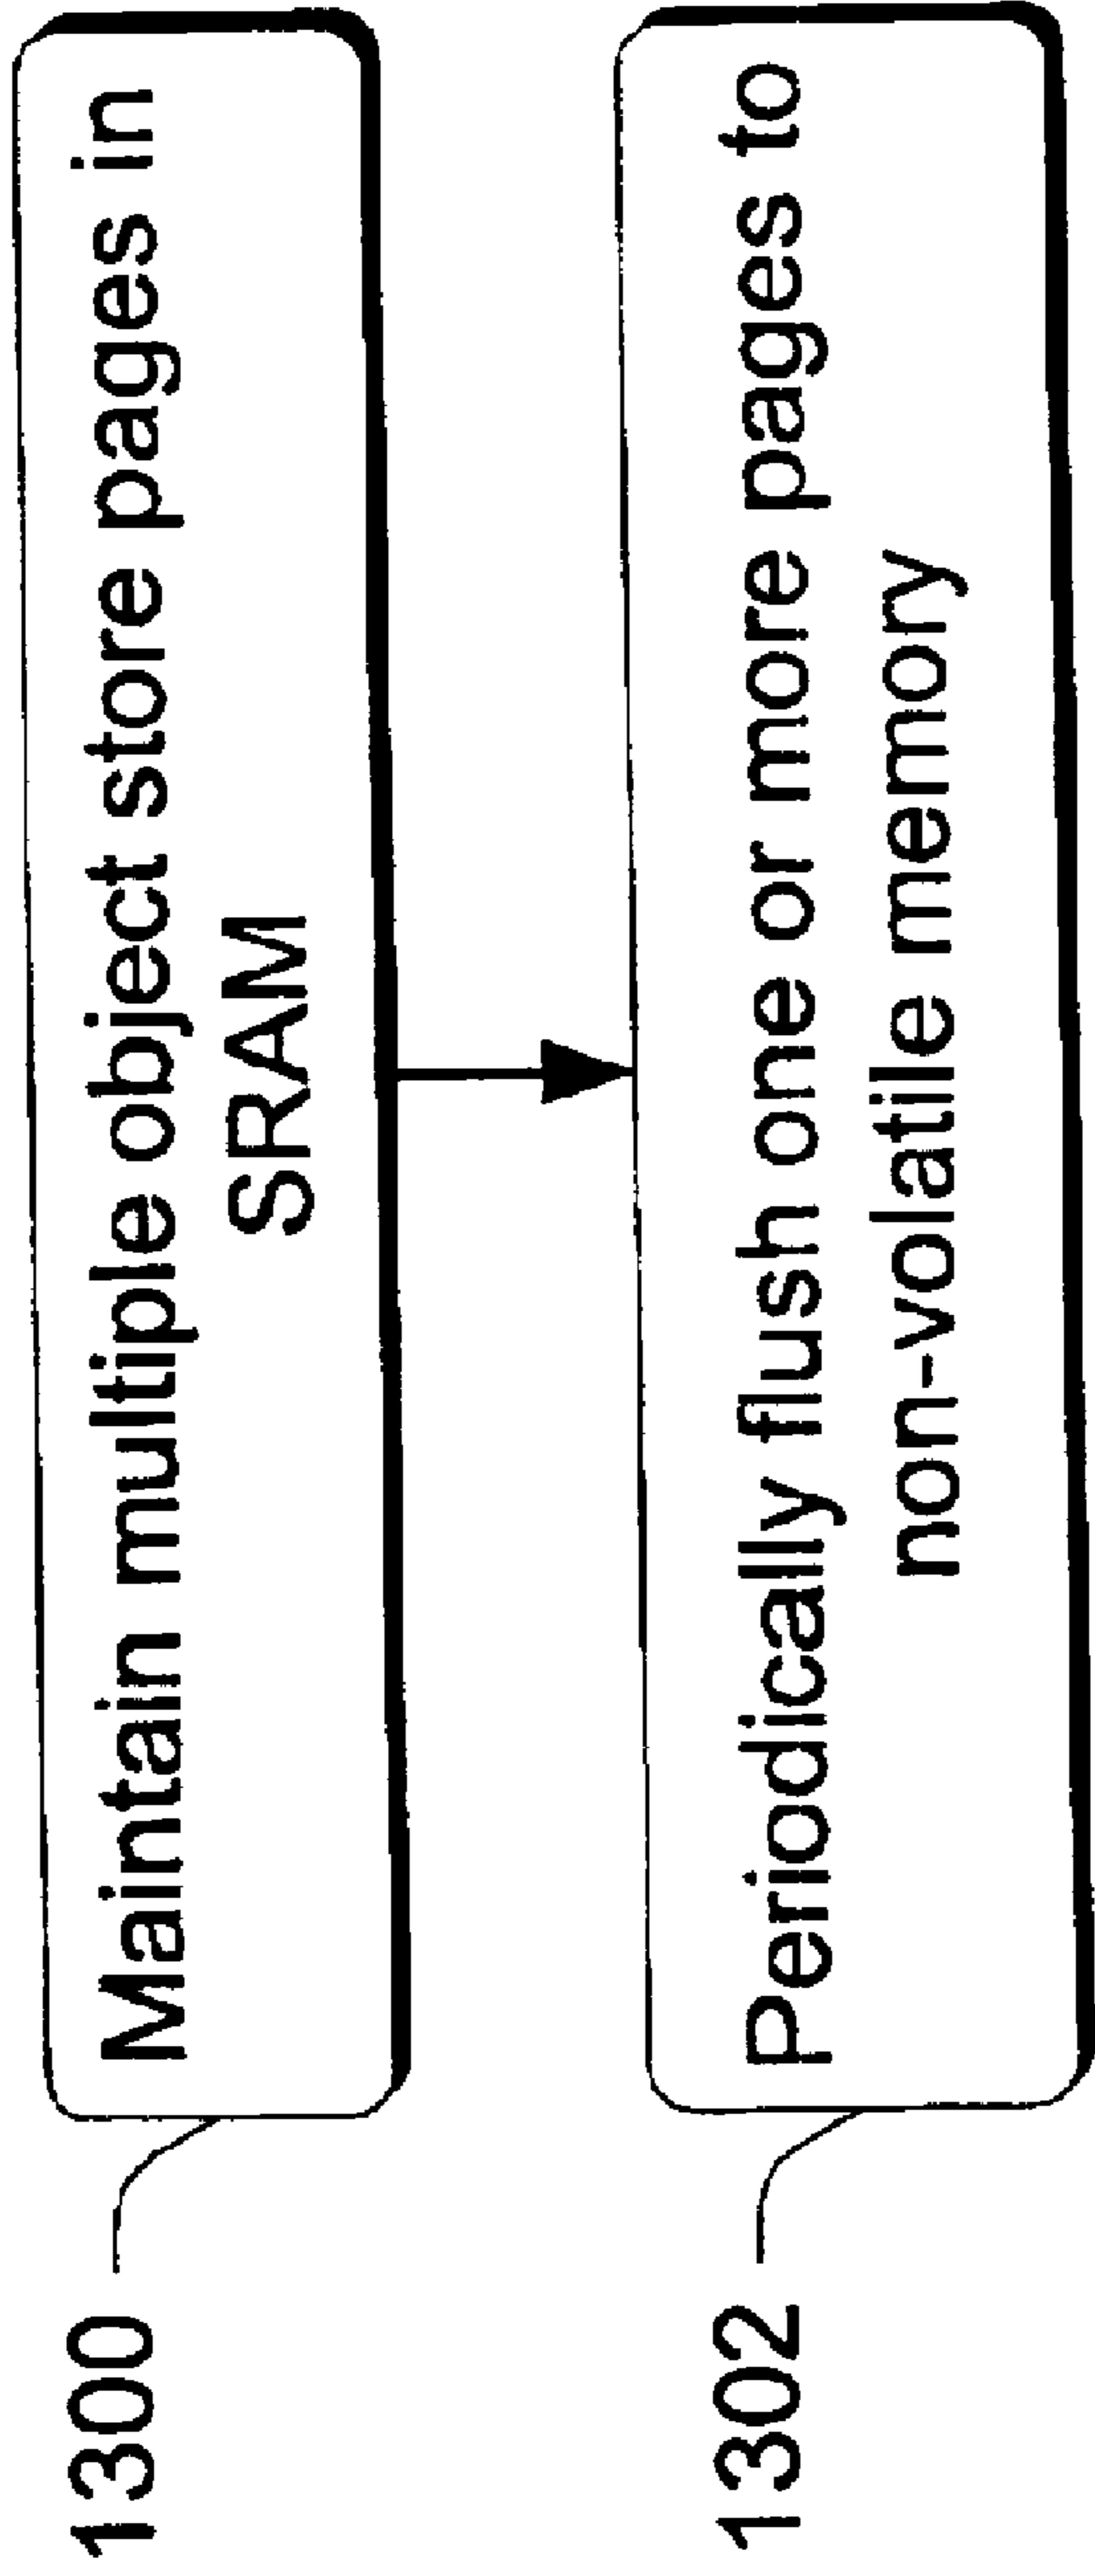 1300
Maintain multiple object store pages in
SRAM
1302
Periodically flush one or more pages to
non-volatile memory